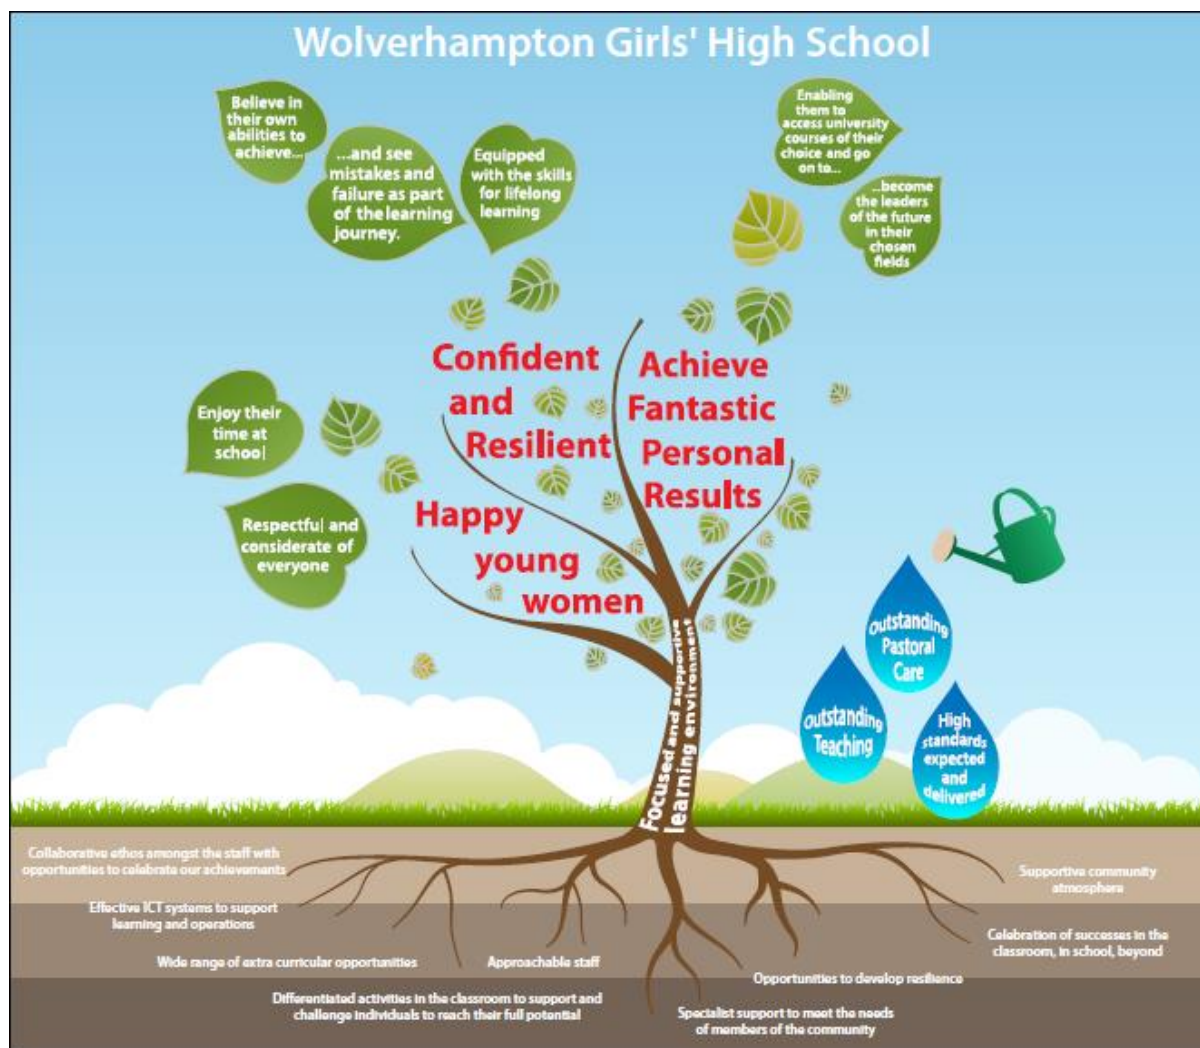 Wolverhampton Girls' High School
Believe in
their own
abilities to
achieve...
...and see
mistakes and
failure as part
of the learning
journey.
Equipped
with the skills
for lifelong
learning
Enabling
them to
access university
courses of their
choice and go
on to...
...become
the leaders
of the future
in their
chosen
fields
Confident
and
Resilient
Achieve
Fantastic
Personal
Results
Enjoy their
time at
school
Respectful and
considerate of
everyone
Happy
young
women
Outstanding
Pastoral
Care
Outstanding
Teaching
High
standards
expected
and
delivered
Focused and supportive
learning environment
Collaborative ethos amongst the staff with
opportunities to celebrate our achievements
Supportive community
atmosphere
Effective ICT systems to support
learning and operations
Celebration of successes in the
classroom, in school, beyond
Wide range of extra curricular opportunities
Approachable staff
Opportunities to develop resilience
Differentiated activities in the classroom to support and
challenge individuals to reach their full potential
Specialist support to meet the needs
of members of the community